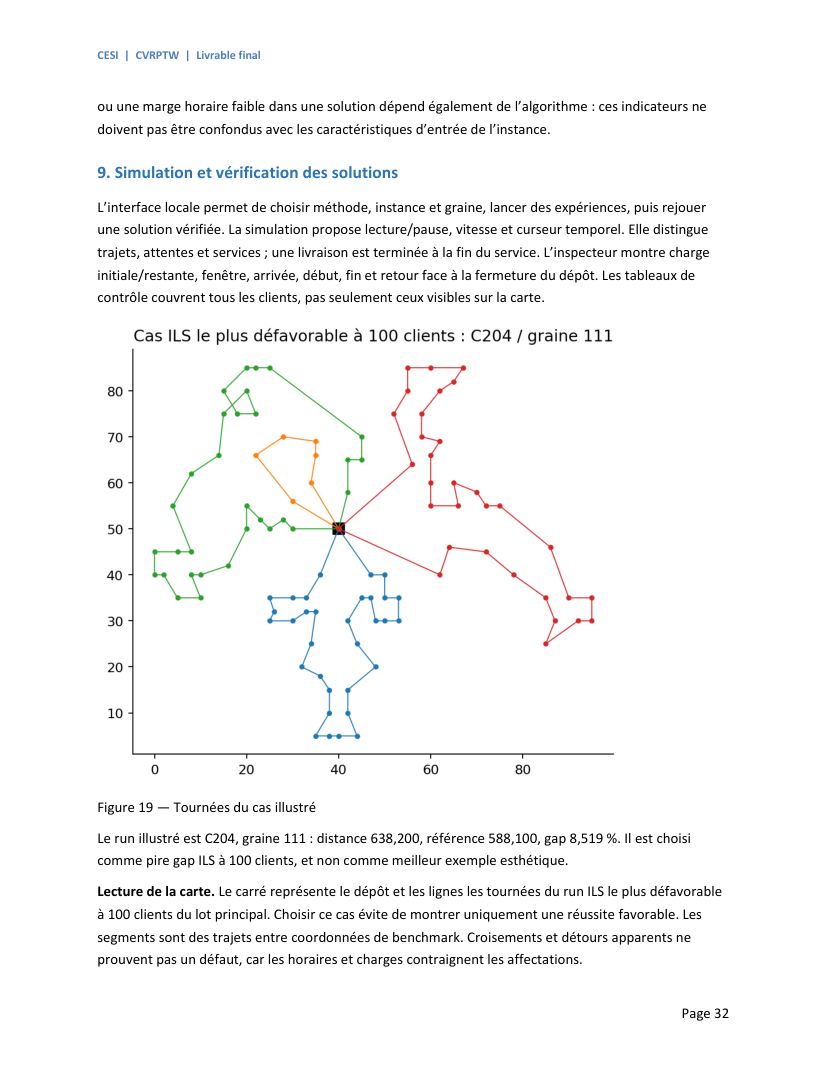 CESI | CVRPTW | Livrable final
ou une marge horaire faible dans une solution dépend également de l’algorithme : ces indicateurs ne
doivent pas être confondus avec les caractéristiques d’entrée de l’instance.
9. Simulation et vérification des solutions
L’interface locale permet de choisir méthode, instance et graine, lancer des expériences, puis rejouer
une solution vérifiée. La simulation propose lecture/pause, vitesse et curseur temporel. Elle distingue
trajets, attentes et services ; une livraison est terminée à la fin du service. L’inspecteur montre charge
initiale/restante, fenêtre, arrivée, début, fin et retour face à la fermeture du dépôt. Les tableaux de
contrôle couvrent tous les clients, pas seulement ceux visibles sur la carte.
Cas ILS le plus défavorable à 100 clients : C204 / graine 111
80
70
60
50
40
30
20
10
0 20 40 60 80
Figure 19 — Tournées du cas illustré
Le run illustré est C204, graine 111 : distance 638,200, référence 588,100, gap 8,519 %. Il est choisi
comme pire gap ILS à 100 clients, et non comme meilleur exemple esthétique.
Lecture de la carte. Le carré représente le dépôt et les lignes les tournées du run ILS le plus défavorable
à 100 clients du lot principal. Choisir ce cas évite de montrer uniquement une réussite favorable. Les
segments sont des trajets entre coordonnées de benchmark. Croisements et détours apparents ne
prouvent pas un défaut, car les horaires et charges contraignent les affectations.
Page 32